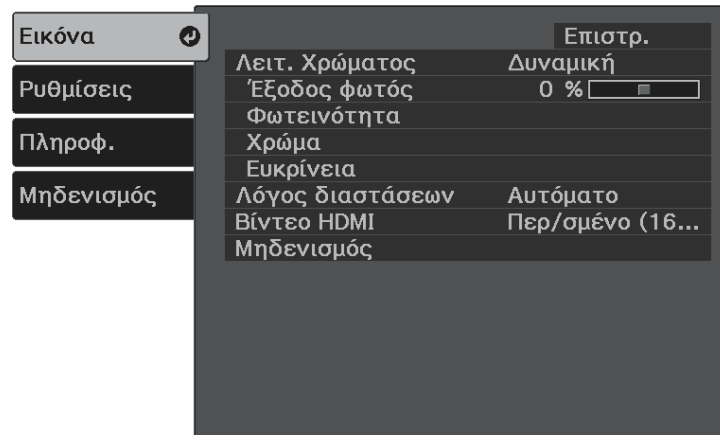 Εικόνα
Ρυθμίσεις
Πληροφ.
Μηδενισμός
Επιστρ.
Λειτ. Χρώματος Δυναμική
Έξοδος φωτός 0 %
Φωτεινότητα
Χρώμα
Ευκρίνεια
Λόγος διαστάσεων Αυτόματο
Βίντεο HDMI Περ/σμένο (16...
Μηδενισμός